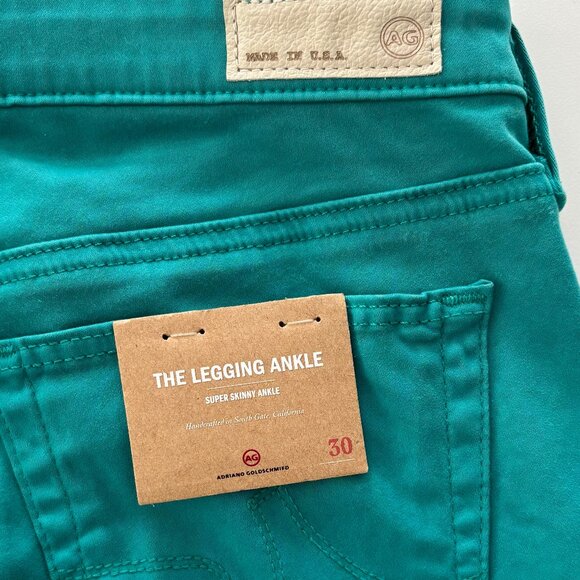 MADE IN U.S.A.
AG
THE LEGGING ANKLE
SUPER SKINNY ANKLE
Handcrafted in South Gate, California
30
AG
ADRIANO GOLDSCHMIED